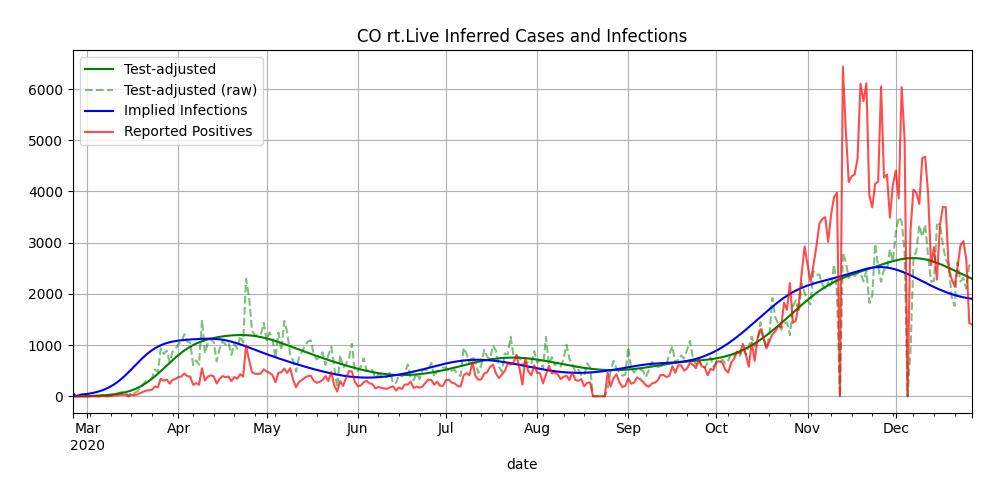 CO rt.Live Inferred Cases and Infections
Test-adjusted
Test-adjusted (raw)
Implied Infections
Reported Positives
6000
5000
4000
3000
2000
1000
0
Mar Apr May Jun Jul Aug Sep Oct Nov Dec
2020
date